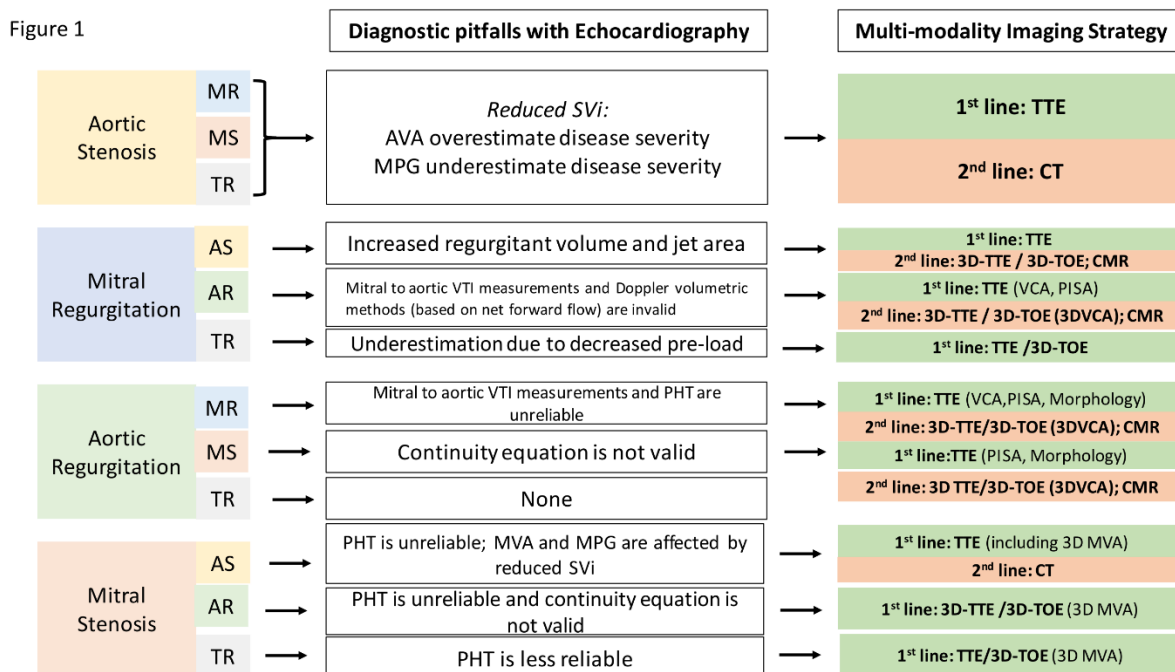 Figure 1
Diagnostic pitfalls with Echocardiography
Multi-modality Imaging Strategy
Aortic
Stenosis
MR
MS
TR
Reduced SVi:
AVA overestimate disease severity
MPG underestimate disease severity
1st line: TTE
2nd line: CT
Mitral
Regurgitation
AS
Increased regurgitant volume and jet area
1st line: TTE
2nd line: 3D-TTE / 3D-TOE; CMR
AR
Mitral to aortic VTI measurements and Doppler volumetric
methods (based on net forward flow) are invalid
1st line: TTE (VCA, PISA)
2nd line: 3D-TTE / 3D-TOE (3DVCA); CMR
TR
Underestimation due to decreased pre-load
1st line: TTE /3D-TOE
Aortic
Regurgitation
MR
Mitral to aortic VTI measurements and PHT are
unreliable
1st line: TTE (VCA,PISA, Morphology)
2nd line: 3D-TTE/3D-TOE (3DVCA); CMR
MS
Continuity equation is not valid
1st line:TTE (PISA, Morphology)
2nd line: 3D TTE/3D-TOE (3DVCA); CMR
TR
None
Mitral
Stenosis
AS
PHT is unreliable; MVA and MPG are affected by
reduced SVi
1st line: TTE (including 3D MVA)
2nd line: CT
AR
PHT is unreliable and continuity equation is
not valid
1st line: 3D-TTE /3D-TOE (3D MVA)
TR
PHT is less reliable
1st line: TTE/3D-TOE (3D MVA)